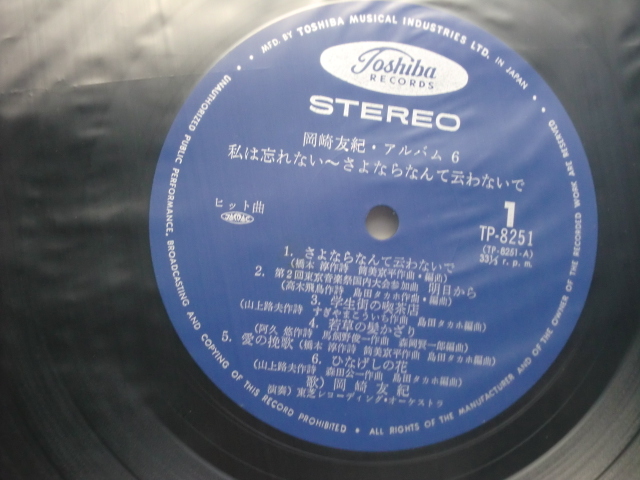 MFD. BY TOSHIBA MUSICAL INDUSTRIES LTD. IN JAPAN
Toshiba
RECORDS
STEREO
岡崎友紀・アルバム 6
私は忘れない〜さよならなんて云わないで
ヒット曲
1
TP-8251
(TP-8251-A)
33⅓ r. p. m.
1. さよならなんて云わないで
(橋本 淳作詩 筒美京平作曲・編曲)
2. 第2回東京音楽祭国内大会参加曲 明日から
(高木飛鳥作詩 島田タカホ作曲・編曲)
3. 学生街の喫茶店
(山上路夫作詩 すぎやまこういち作曲 島田タカホ編曲)
4. 若草の髪かざり
(阿久 悠作詩 馬飼野俊一作曲 森岡賢一郎編曲)
5. 愛の挽歌 (橋本 淳作詩 筒美京平作曲 島田タカホ編曲)
6. ひなげしの花
(山上路夫作詩 森田公一作曲 島田タカホ編曲)
歌) 岡崎友紀
演奏) 東芝レコーディング・オーケストラ
UNAUTHORIZED PUBLIC PERFORMANCE, BROADCASTING AND COPYING OF THIS RECORD PROHIBITED • ALL RIGHTS OF THE MANUFACTURER AND OF THE OWNER OF THE RECORDED WORK ARE RESERVED